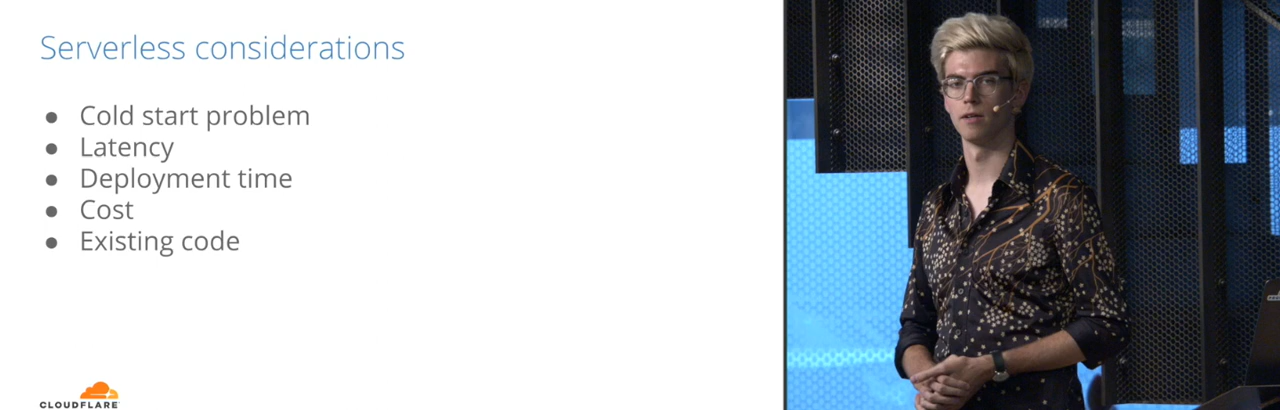 Serverless considerations
● Cold start problem
● Latency
● Deployment time
● Cost
● Existing code
CLOUDFLARE